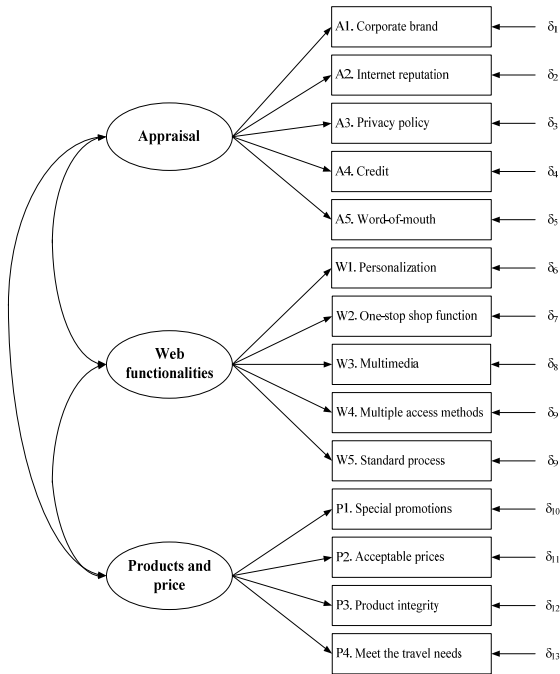 A1. Corporate brand
δ1
A2. Internet reputation
δ2
Appraisal
A3. Privacy policy
δ3
A4. Credit
δ4
A5. Word-of-mouth
δ5
W1. Personalization
δ6
W2. One-stop shop function
δ7
Web
functionalities
W3. Multimedia
δ8
W4. Multiple access methods
δ9
W5. Standard process
δ9
P1. Special promotions
δ10
P2. Acceptable prices
δ11
Products and
price
P3. Product integrity
δ12
P4. Meet the travel needs
δ13